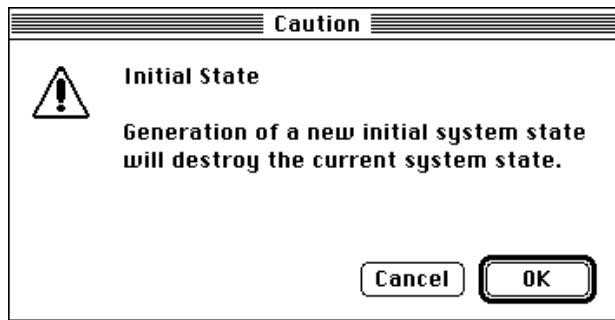 Caution
Initial State
Generation of a new initial system state
will destroy the current system state.
Cancel OK